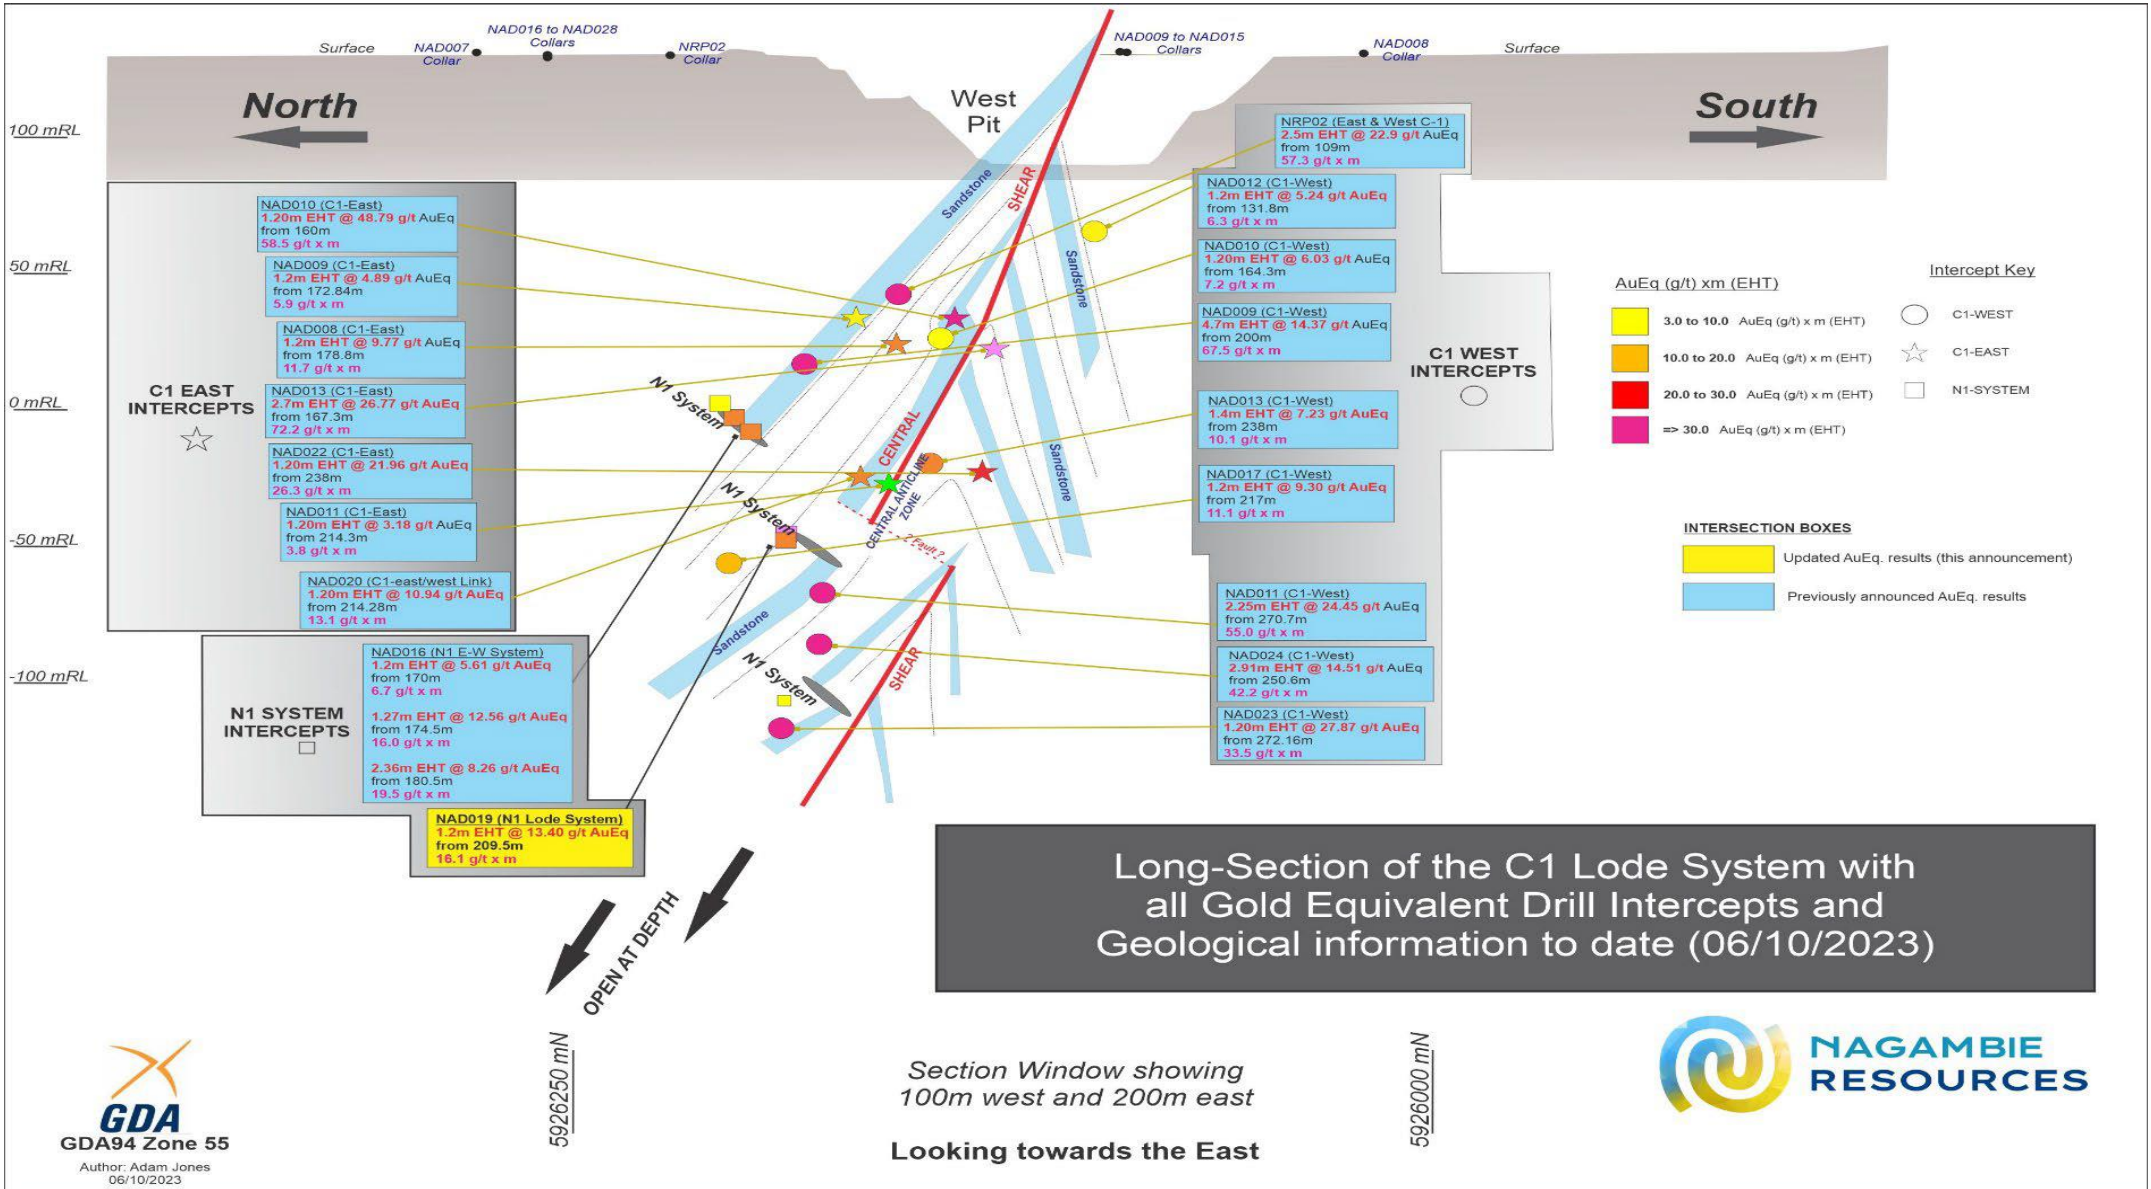 Surface
NAD007
Collar
NAD016 to NAD028
Collars
NRP02
Collar
NAD009 to NAD015
Collars
NAD008
Collar
Surface
North
West
Pit
South
100 mRL
50 mRL
0 mRL
-50 mRL
-100 mRL
C1 EAST
INTERCEPTS
NAD010 (C1-East)
1.20m EHT @ 48.79 g/t AuEq
from 160m
58.5 g/t x m
NAD009 (C1-East)
1.2m EHT @ 4.89 g/t AuEq
from 172.84m
5.9 g/t x m
NAD008 (C1-East)
1.2m EHT @ 9.77 g/t AuEq
from 178.8m
11.7 g/t x m
NAD013 (C1-East)
2.7m EHT @ 26.77 g/t AuEq
from 167.3m
72.2 g/t x m
NAD022 (C1-East)
1.20m EHT @ 21.96 g/t AuEq
from 238m
26.3 g/t x m
NAD011 (C1-East)
1.20m EHT @ 3.18 g/t AuEq
from 214.3m
3.8 g/t x m
NAD020 (C1-east/west Link)
1.20m EHT @ 10.94 g/t AuEq
from 214.28m
13.1 g/t x m
N1 SYSTEM
INTERCEPTS
NAD016 (N1 E-W System)
1.2m EHT @ 5.61 g/t AuEq
from 170m
6.7 g/t x m
1.27m EHT @ 12.56 g/t AuEq
from 174.5m
16.0 g/t x m
2.36m EHT @ 8.26 g/t AuEq
from 180.5m
19.5 g/t x m
NAD019 (N1 Lode System)
1.2m EHT @ 13.40 g/t AuEq
from 209.5m
16.1 g/t x m
Sandstone
SHEAR
Sandstone
N1 System
CENTRAL
Sandstone
N1 System
CENTRAL ANTICLINE
ZONE
? Fault ?
Sandstone
N1 System
SHEAR
OPEN AT DEPTH
NRP02 (East & West C-1)
2.5m EHT @ 22.9 g/t AuEq
from 109m
57.3 g/t x m
NAD012 (C1-West)
1.2m EHT @ 5.24 g/t AuEq
from 131.8m
6.3 g/t x m
NAD010 (C1-West)
1.20m EHT @ 6.03 g/t AuEq
from 164.3m
7.2 g/t x m
NAD009 (C1-West)
4.7m EHT @ 14.37 g/t AuEq
from 200m
67.5 g/t x m
C1 WEST
INTERCEPTS
NAD013 (C1-West)
1.4m EHT @ 7.23 g/t AuEq
from 238m
10.1 g/t x m
NAD017 (C1-West)
1.2m EHT @ 9.30 g/t AuEq
from 217m
11.1 g/t x m
NAD011 (C1-West)
2.25m EHT @ 24.45 g/t AuEq
from 270.7m
55.0 g/t x m
NAD024 (C1-West)
2.91m EHT @ 14.51 g/t AuEq
from 250.6m
42.2 g/t x m
NAD023 (C1-West)
1.20m EHT @ 27.87 g/t AuEq
from 272.16m
33.5 g/t x m
AuEq (g/t) xm (EHT)
3.0 to 10.0 AuEq (g/t) x m (EHT)
10.0 to 20.0 AuEq (g/t) x m (EHT)
20.0 to 30.0 AuEq (g/t) x m (EHT)
=> 30.0 AuEq (g/t) x m (EHT)
Intercept Key
C1-WEST
C1-EAST
N1-SYSTEM
INTERSECTION BOXES
Updated AuEq. results (this announcement)
Previously announced AuEq. results
Long-Section of the C1 Lode System with
all Gold Equivalent Drill Intercepts and
Geological information to date (06/10/2023)
GDA
GDA94 Zone 55
Author: Adam Jones
06/10/2023
5926250 mN
Section Window showing
100m west and 200m east
Looking towards the East
5926000 mN
NAGAMBIE
RESOURCES